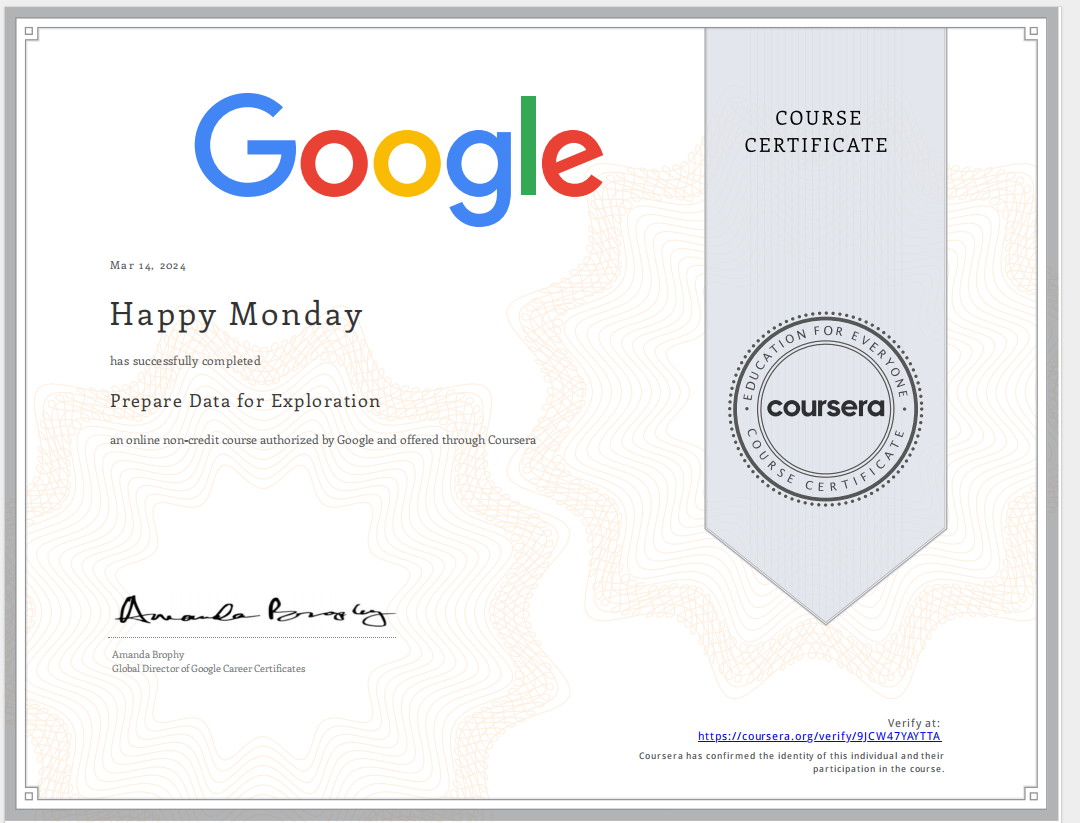 Google
COURSE
CERTIFICATE
Mar 14, 2024
Happy Monday
has successfully completed
Prepare Data for Exploration
an online non-credit course authorized by Google and offered through Coursera
EDUCATION FOR EVERYONE
coursera
COURSE CERTIFICATE
Amanda Brophy
Amanda Brophy
Global Director of Google Career Certificates
Verify at:
https://coursera.org/verify/9JCW47YAYTTA
Coursera has confirmed the identity of this individual and their
participation in the course.